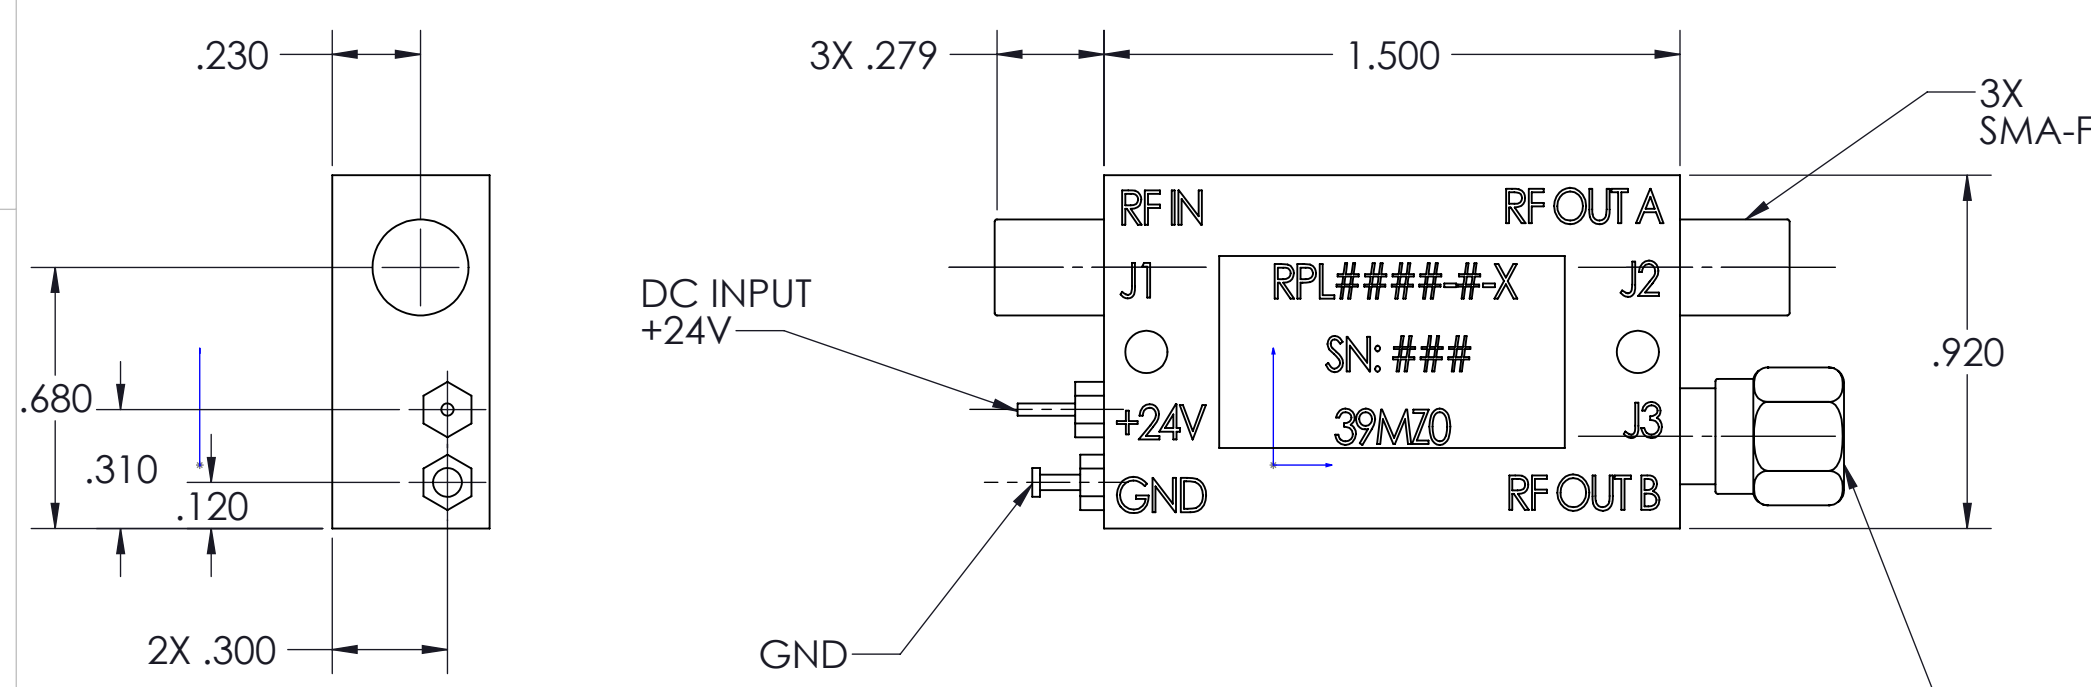 .230
3X .279
1.500
3X
SMA-F
RF IN
RF OUT A
J1
RPL####-#-X
J2
DC INPUT
+24V
SN: ###
.920
.680
+24V
39MZ0
J3
.310
.120
GND
RF OUT B
2X .300
GND